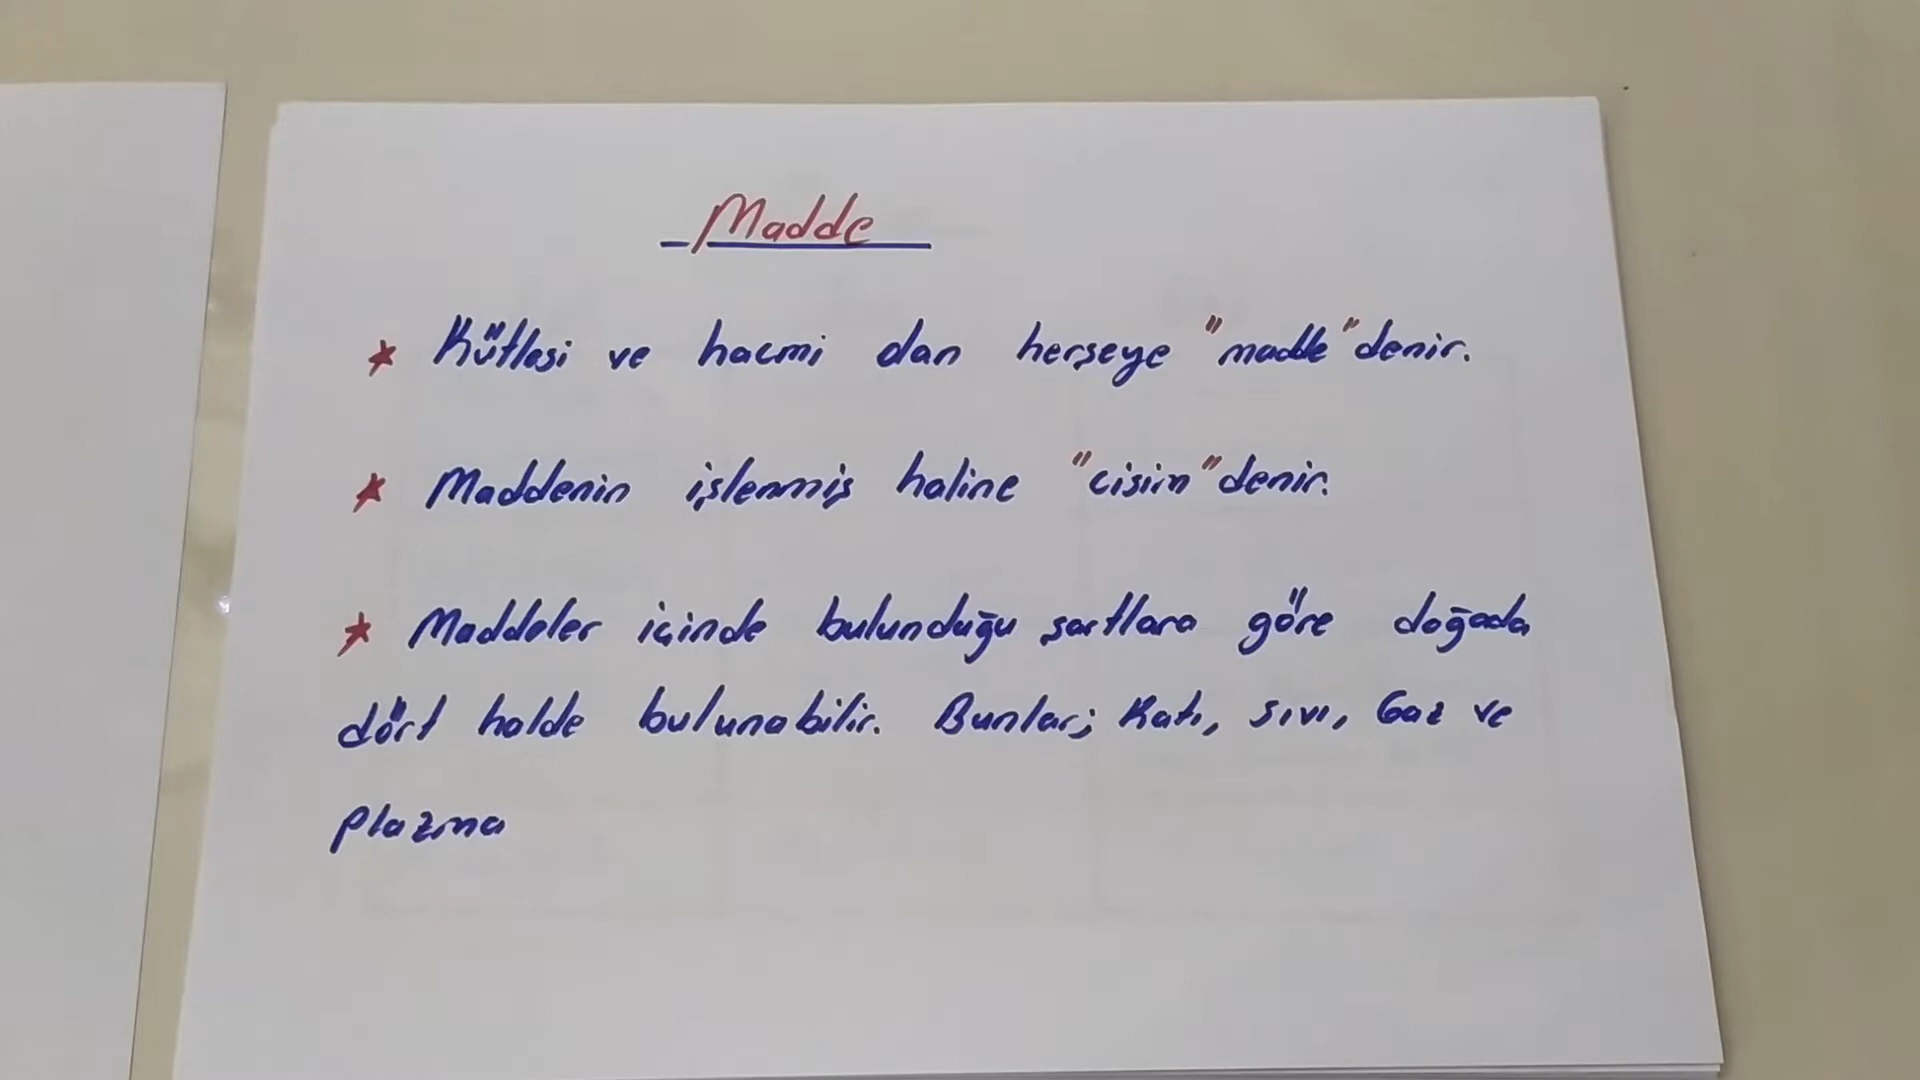 Madde
* Kütlesi ve hacmi olan herşeye "madde" denir.
* Maddenin işlenmiş haline "cisim" denir.
* Maddeler içinde bulunduğu şartlara göre doğada
dört halde bulunabilir. Bunlar; Katı, sıvı, Gaz ve
plazma